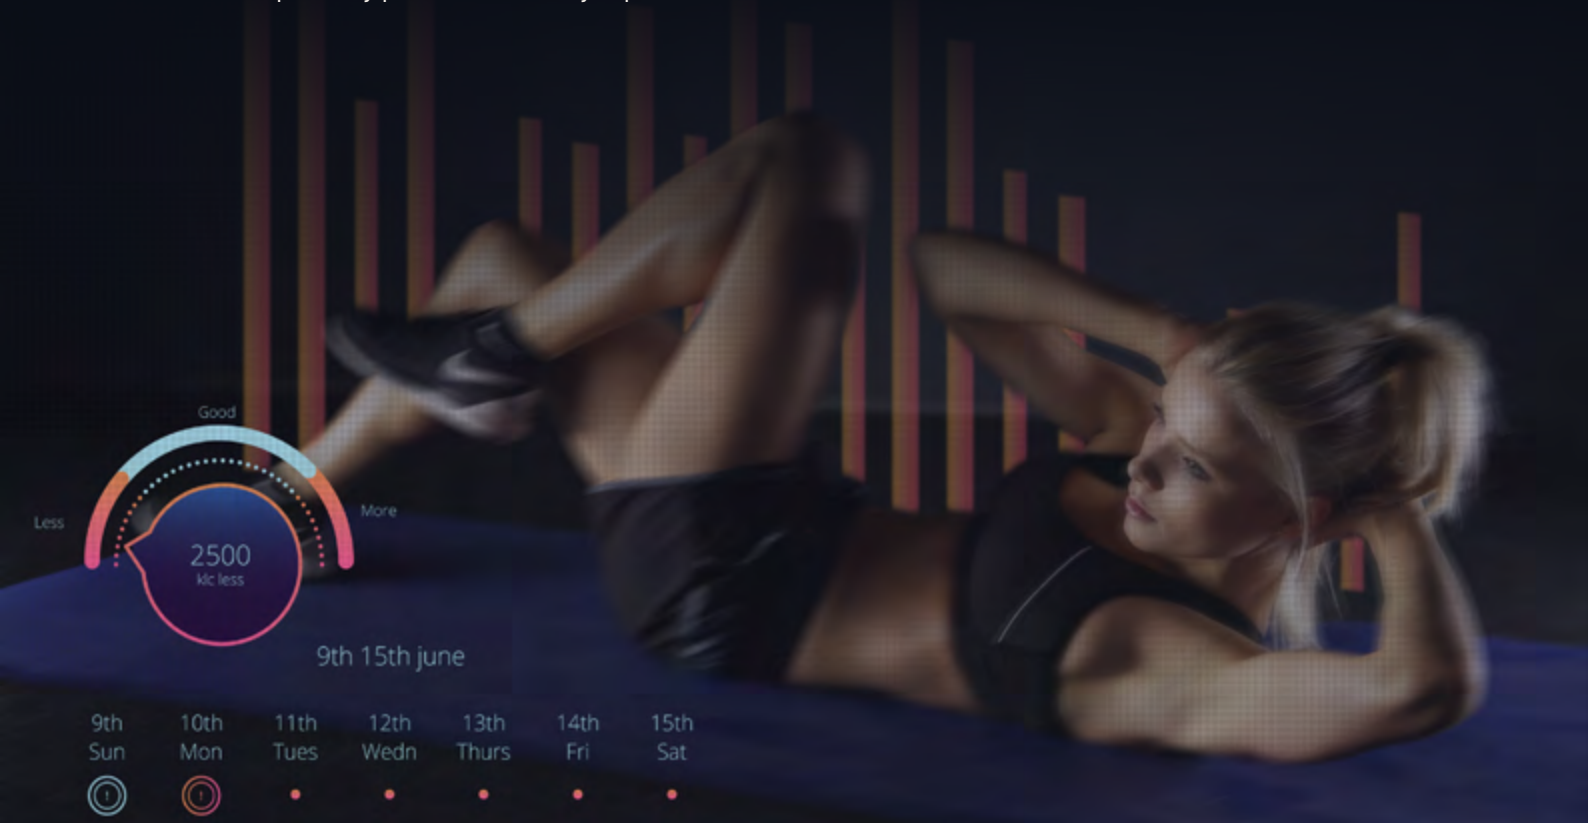 Good
Less
More
2500
klc less
9th 15th june
9th 10th 11th 12th 13th 14th 15th
Sun Mon Tues Wedn Thurs Fri Sat
! !